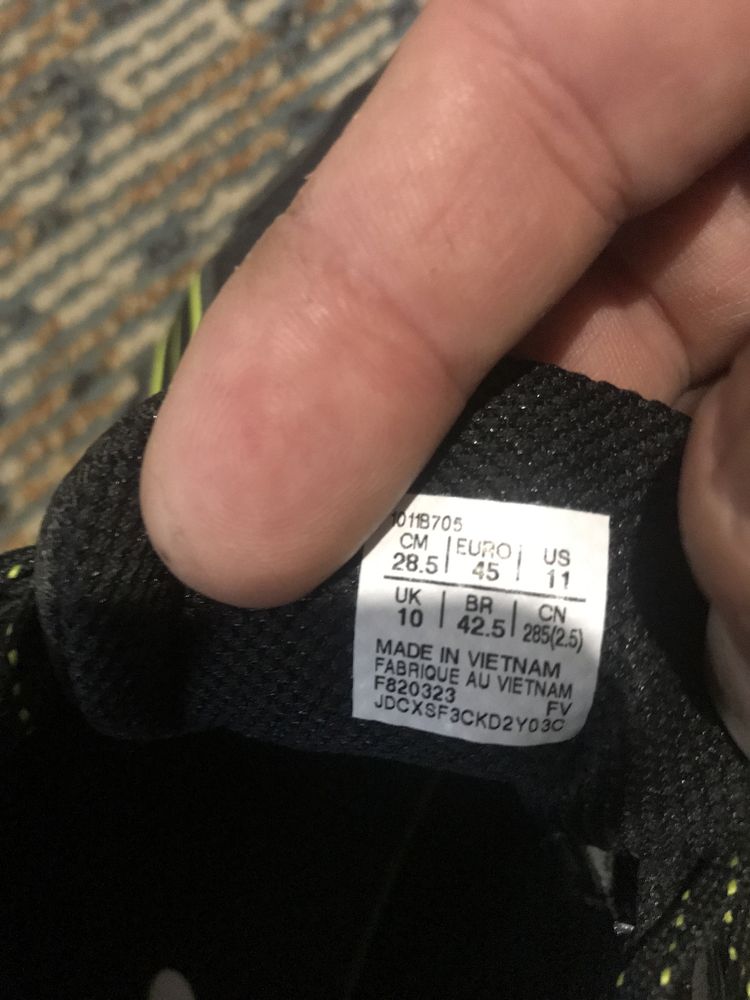 1011B705
CM | EURO | US
28.5 | 45 | 11
UK | BR | CN
10 | 42.5 | 285(2.5)
MADE IN VIETNAM
FABRIQUE AU VIETNAM
F820323 FV
JDCXSF3CKD2Y03C